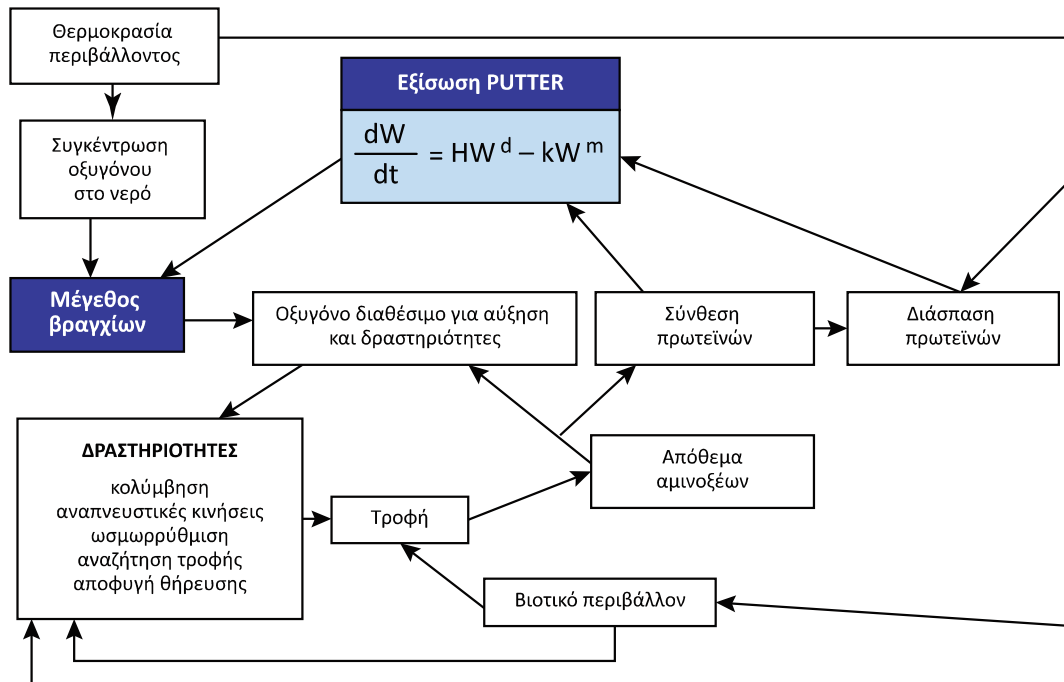 Θερμοκρασία
περιβάλλοντος
Εξίσωση PUTTER
dW
dt
= HW d – kW m
Συγκέντρωση
οξυγόνου
στο νερό
Μέγεθος
βραγχίων
Οξυγόνο διαθέσιμο για αύξηση
και δραστηριότητες
Σύνθεση
πρωτεϊνών
Διάσπαση
πρωτεϊνών
ΔΡΑΣΤΗΡΙΟΤΗΤΕΣ
κολύμβηση
αναπνευστικές κινήσεις
ωσμωρρύθμιση
αναζήτηση τροφής
αποφυγή θήρευσης
Τροφή
Απόθεμα
αμινοξέων
Βιοτικό περιβάλλον